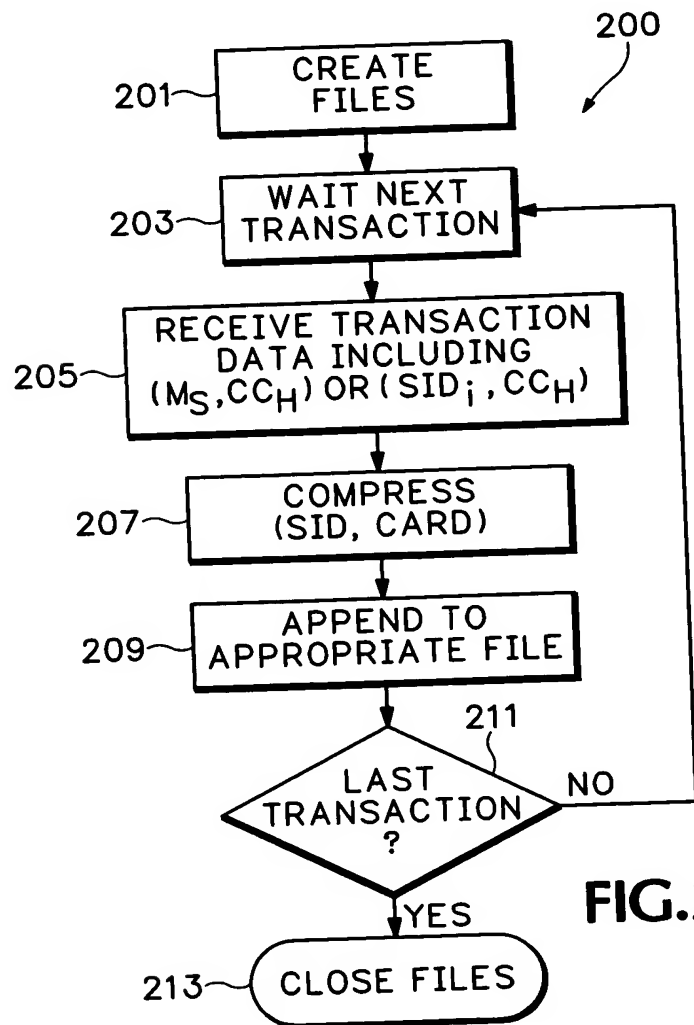 200
201
CREATE
FILES
203
WAIT NEXT
TRANSACTION
205
RECEIVE TRANSACTION
DATA INCLUDING
(MS,CCH) OR (SIDi,CCH)
207
COMPRESS
(SID, CARD)
209
APPEND TO
APPROPRIATE FILE
211
LAST
TRANSACTION
?
NO
YES
FIG.
213
CLOSE FILES